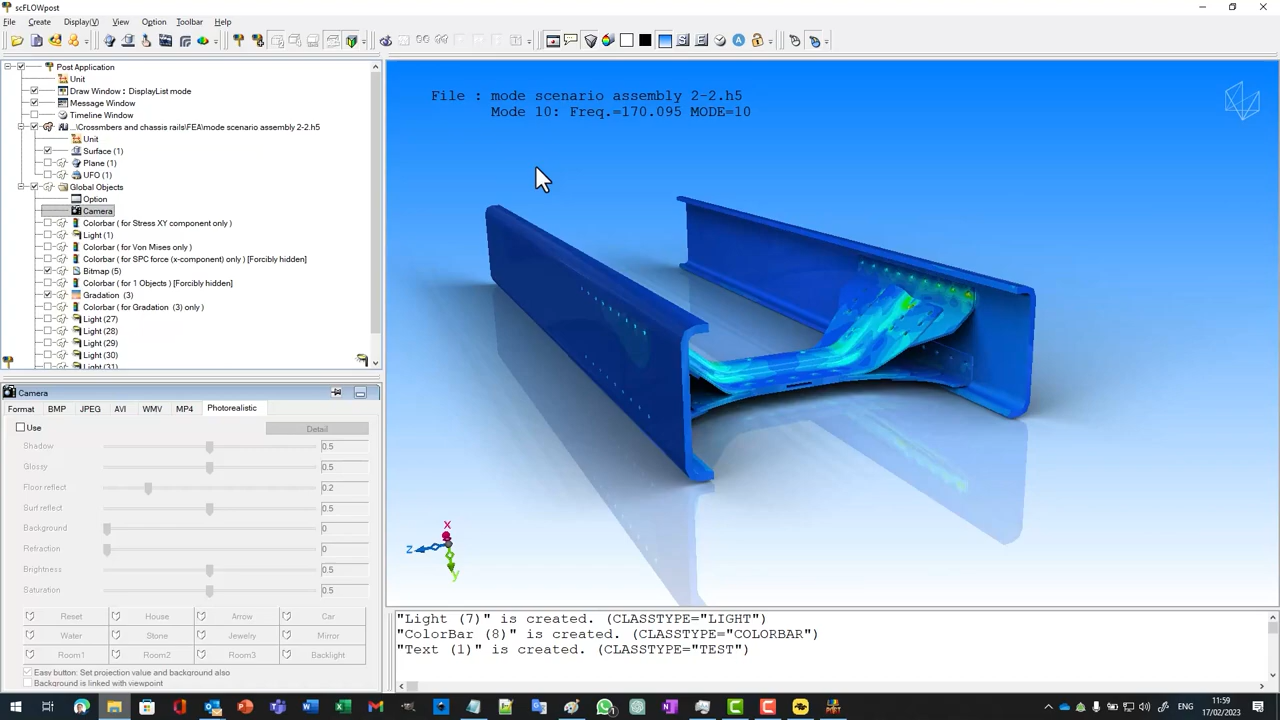 scFLOWpost
File Create Display(V) View Option Toolbar Help
Post Application
Unit
Draw Window : DisplayList mode
Message Window
Timeline Window
...\Crossmbers and chassis rails\FEA\mode scenario assembly 2-2.h5
Unit
Surface (1)
Plane (1)
UFO (1)
Global Objects
Option
Camera
Colorbar ( for Stress XY component only )
Light (1)
Colorbar ( for Von Mises only )
Colorbar ( for SPC force (x-component) only ) [Forcibly hidden]
Bitmap (5)
Colorbar ( for 1 Objects ) [Forcibly hidden]
Gradation (3)
Colorbar ( for Gradation (3) only )
Light (27)
Light (28)
Light (29)
Light (30)
Light (31)
File : mode scenario assembly 2-2.h5
Mode 10: Freq.=170.095 MODE=10
x
z
y
Camera
Format BMP JPEG AVI WMV MP4 Photorealistic
Use Detail
Shadow 0.5
Glossy 0.5
Floor reflect 0.2
Surf reflect 0.5
Background 0
Refraction 0
Brightness 0.5
Saturation 0.5
Reset House Arrow Car
Water Stone Jewelry Mirror
Room1 Room2 Room3 Backlight
Easy button: Set projection value and background also
Background is linked with viewpoint
"Light (7)" is created. (CLASSTYPE="LIGHT")
"ColorBar (8)" is created. (CLASSTYPE="COLORBAR")
"Text (1)" is created. (CLASSTYPE="TEST")
ENG
11:59
17/02/2023